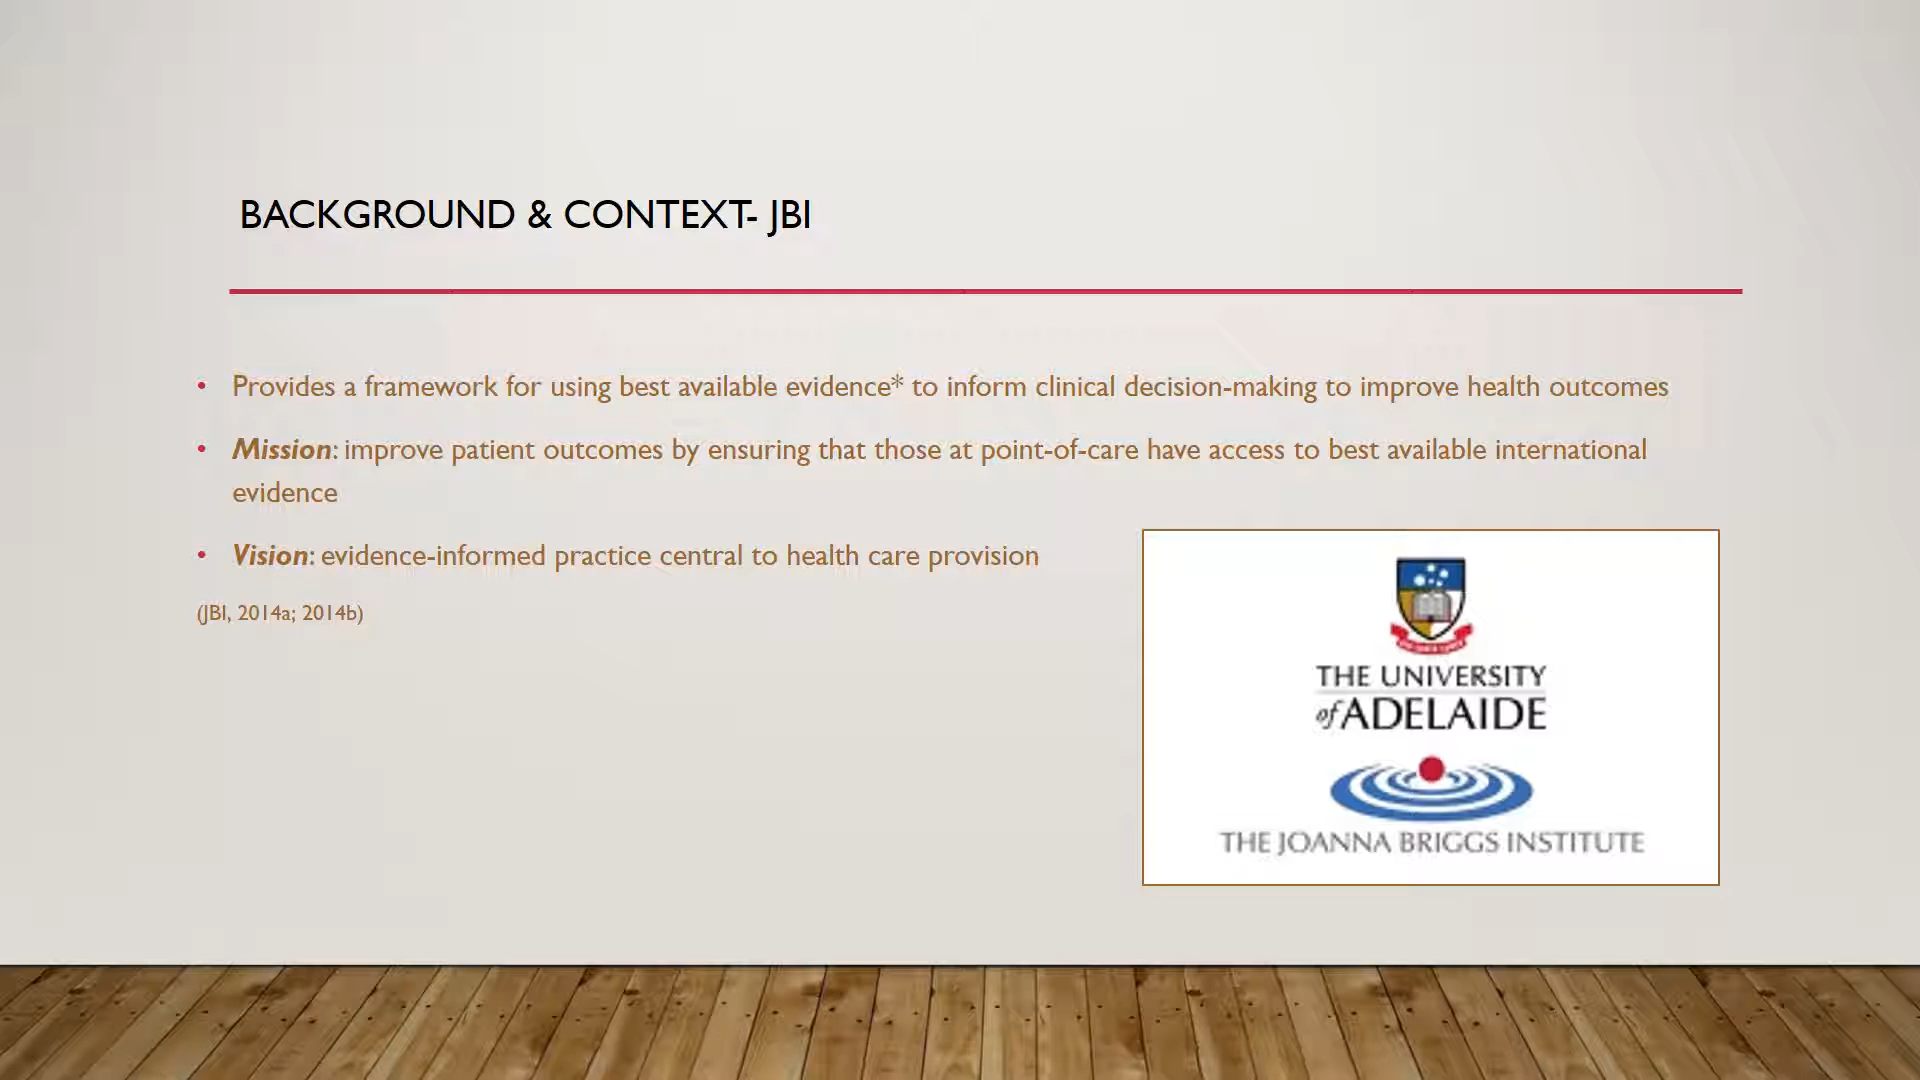 BACKGROUND & CONTEXT- JBI
• Provides a framework for using best available evidence* to inform clinical decision-making to improve health outcomes
• Mission: improve patient outcomes by ensuring that those at point-of-care have access to best available international
evidence
• Vision: evidence-informed practice central to health care provision
(JBI, 2014a; 2014b)
THE UNIVERSITY
of ADELAIDE
THE JOANNA BRIGGS INSTITUTE